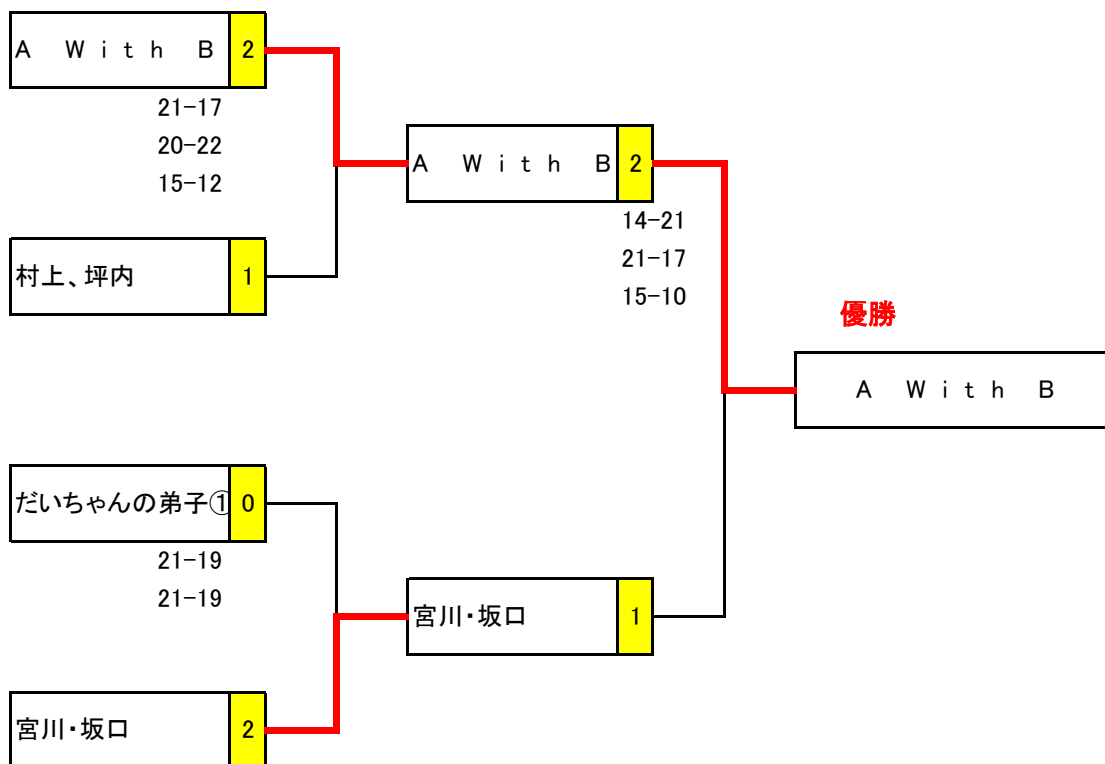 A With B 2
21-17
20-22
15-12
村上、坪内 1
A With B 2
14-21
21-17
15-10
優勝
A With B
だいちゃんの弟子① 0
21-19
21-19
宮川・坂口 1
宮川・坂口 2